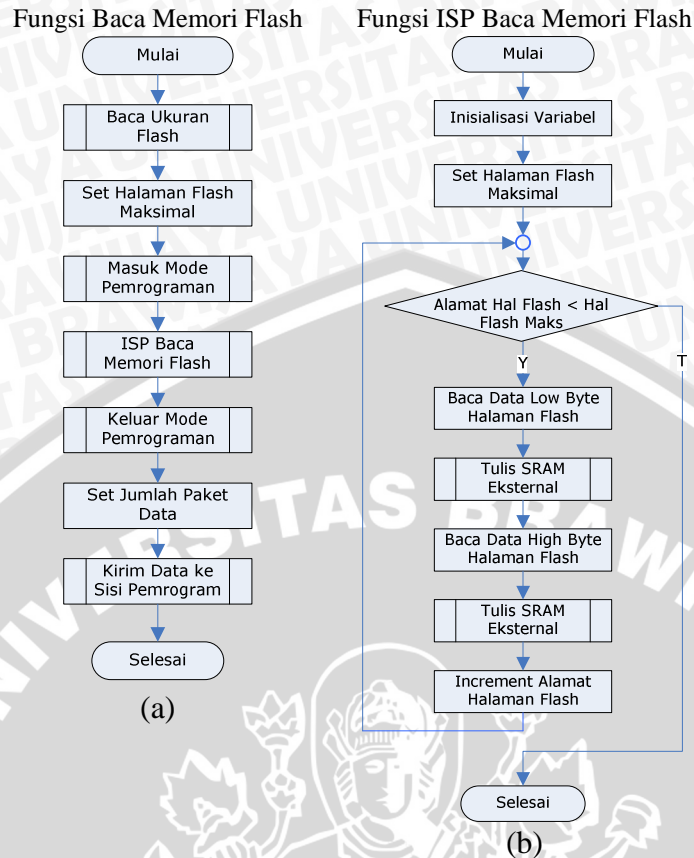 Fungsi Baca Memori Flash
Mulai
Baca Ukuran
Flash
Set Halaman Flash
Maksimal
Masuk Mode
Pemrograman
ISP Baca
Memori Flash
Keluar Mode
Pemrograman
Set Jumlah Paket
Data
Kirim Data ke
Sisi Pemrogram
Selesai
(a)
Fungsi ISP Baca Memori Flash
Mulai
Inisialisasi Variabel
Set Halaman Flash
Maksimal
Alamat Hal Flash < Hal
Flash Maks
Y
T
Baca Data Low Byte
Halaman Flash
Tulis SRAM
Eksternal
Baca Data High Byte
Halaman Flash
Tulis SRAM
Eksternal
Increment Alamat
Halaman Flash
Selesai
(b)